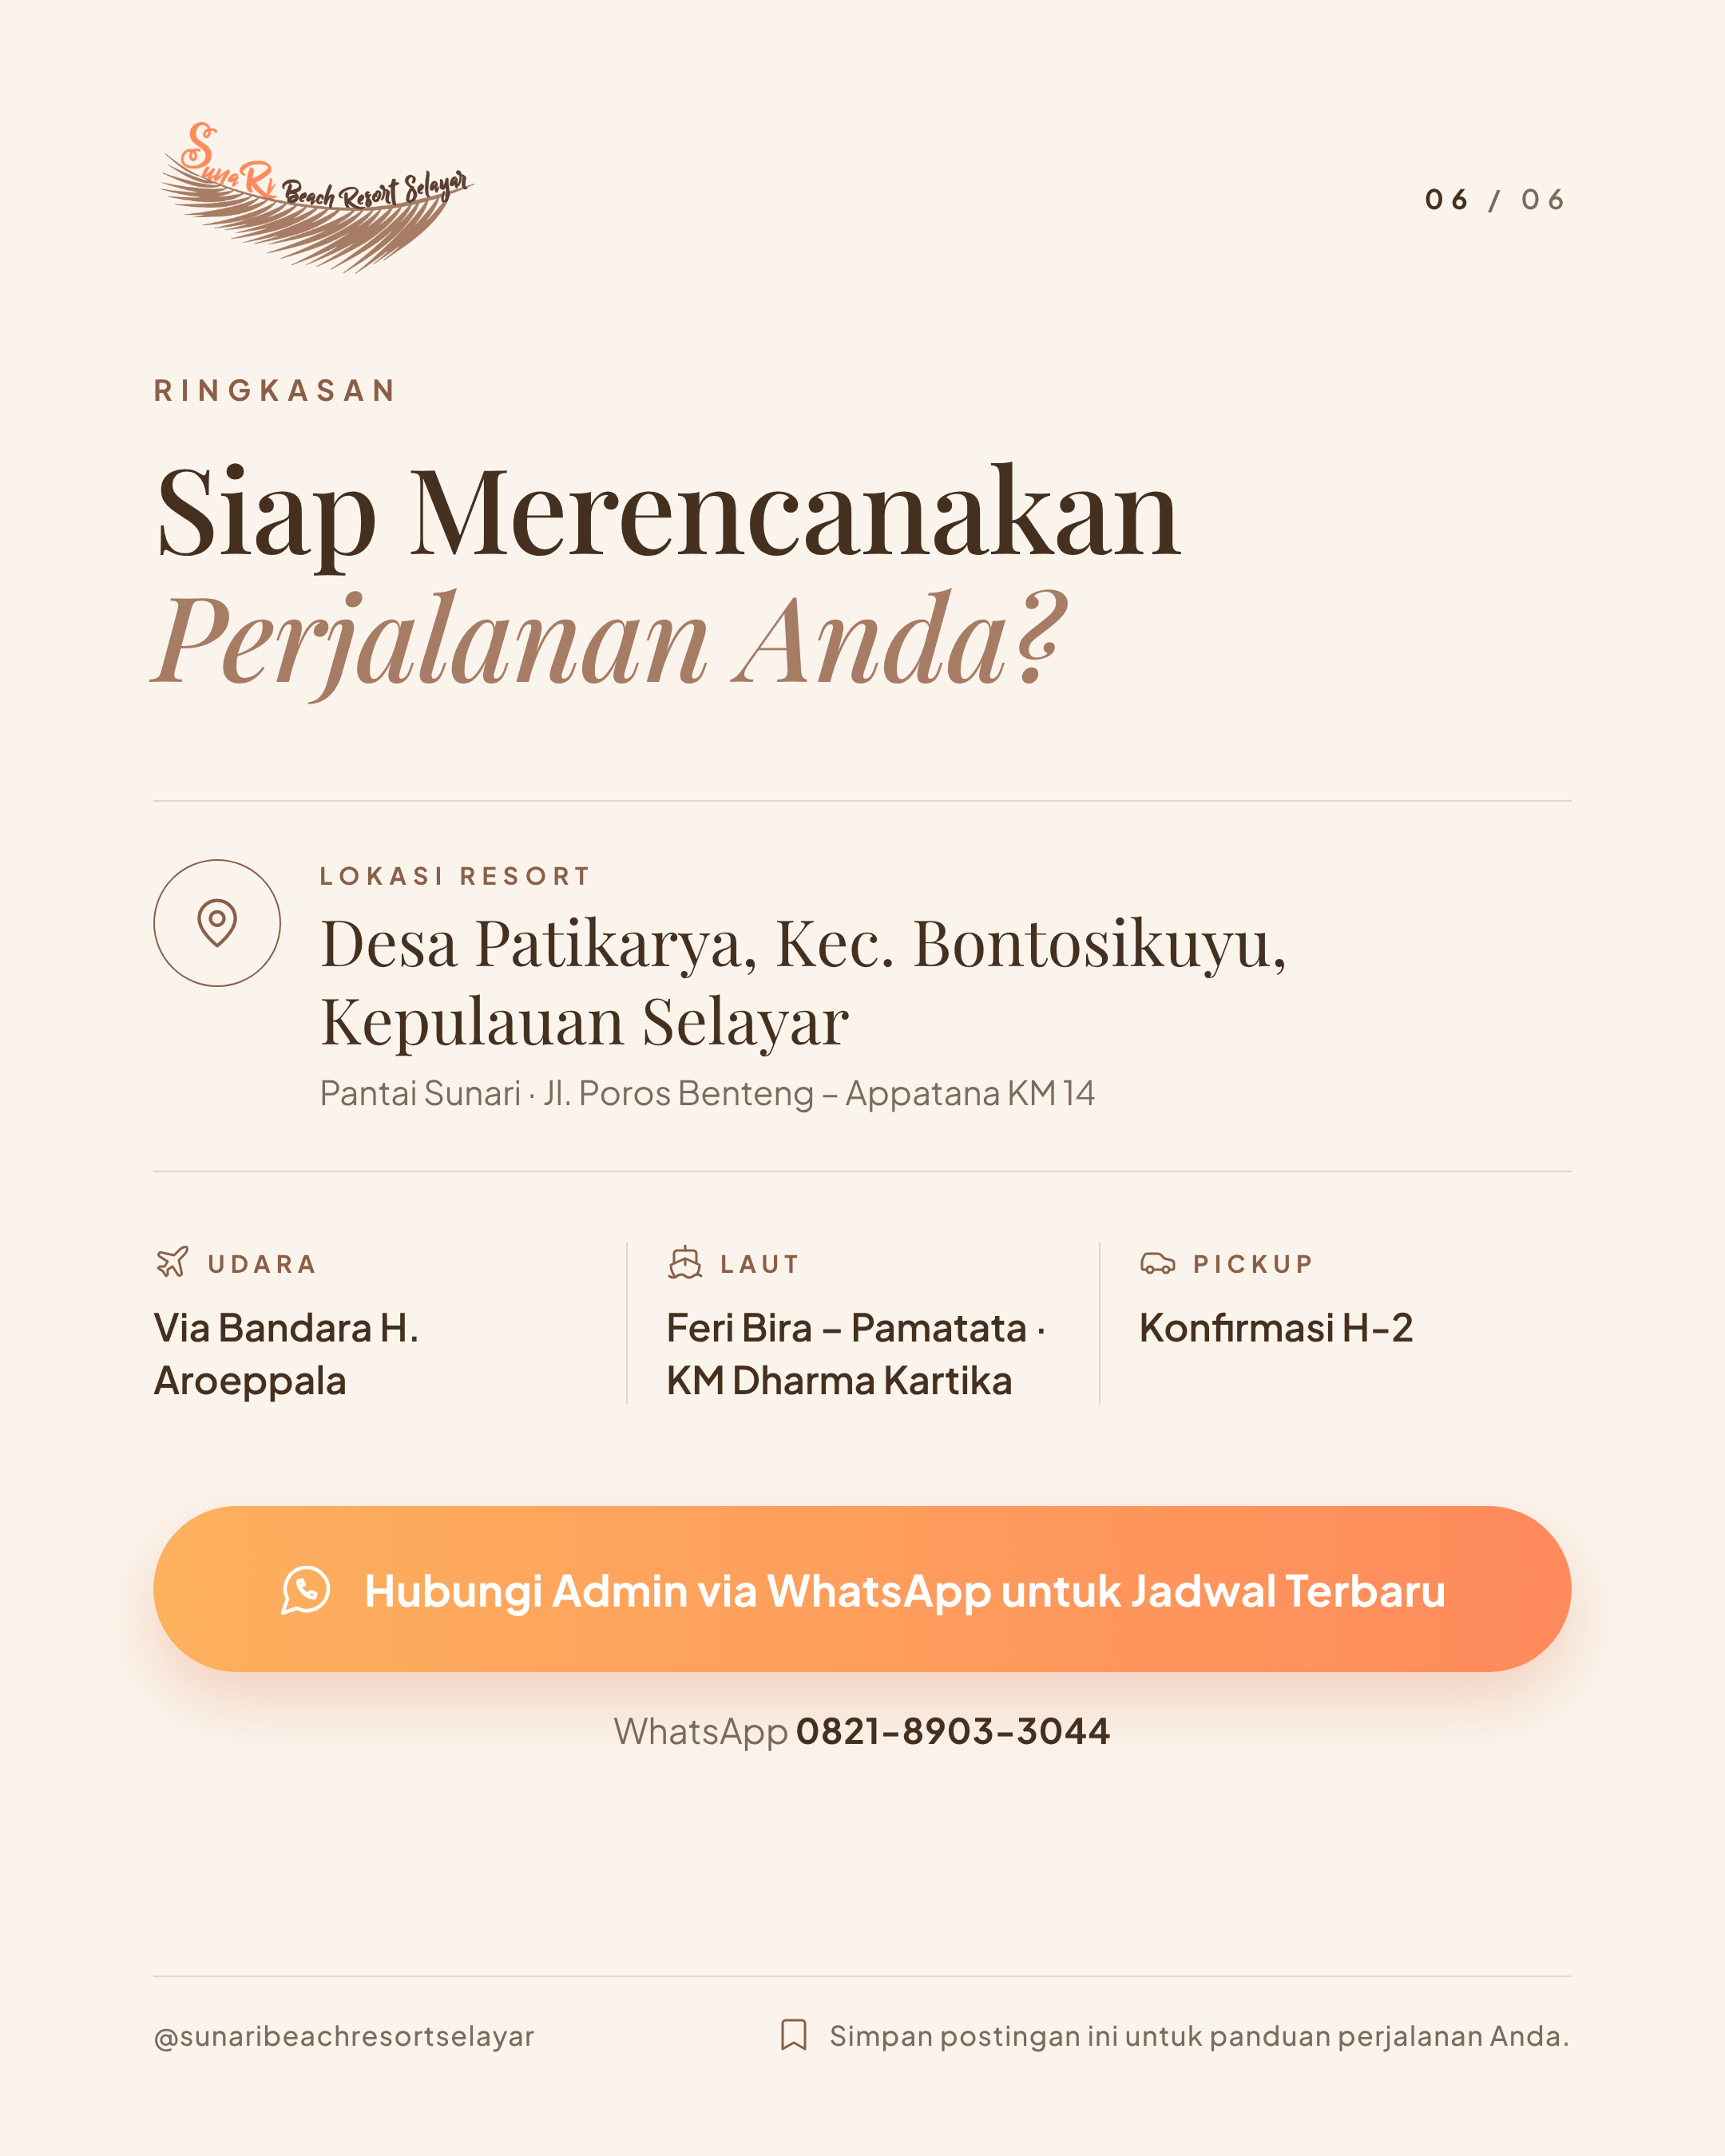 SunaRi Beach Resort Selayar
06 / 06
RINGKASAN
Siap Merencanakan
Perjalanan Anda?
LOKASI RESORT
Desa Patikarya, Kec. Bontosikuyu,
Kepulauan Selayar
Pantai Sunari · Jl. Poros Benteng – Appatana KM 14
UDARA
Via Bandara H.
Aroeppala
LAUT
Feri Bira – Pamatata ·
KM Dharma Kartika
PICKUP
Konfirmasi H-2
Hubungi Admin via WhatsApp untuk Jadwal Terbaru
WhatsApp 0821-8903-3044
@sunaribeachresortselayar
Simpan postingan ini untuk panduan perjalanan Anda.